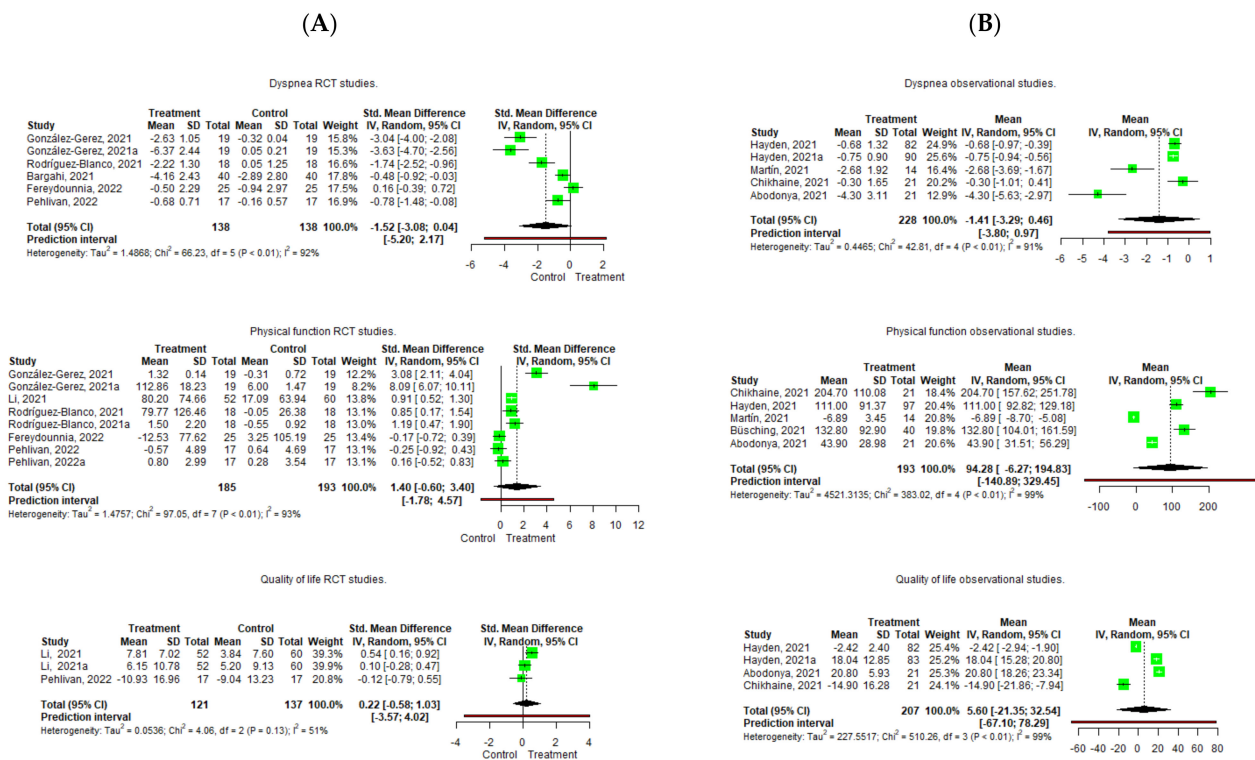 (A)
Dyspnea RCT studies.
Treatment Control Std. Mean Difference Std. Mean Difference
Study Mean SD Total Mean SD Total Weight IV, Random, 95% CI IV, Random, 95% CI
González-Gerez, 2021 -2.63 1.05 19 -0.32 0.04 19 15.8% -3.04 [-4.00; -2.08]
González-Gerez, 2021a -6.37 2.44 19 0.05 0.21 19 15.3% -3.63 [-4.70; -2.56]
Rodríguez-Blanco, 2021 -2.22 1.30 18 0.05 1.25 18 16.6% -1.74 [-2.52; -0.96]
Bargahi, 2021 -4.16 2.43 40 -2.89 2.80 40 17.8% -0.48 [-0.92; -0.03]
Fereydounnia, 2022 -0.50 2.29 25 -0.94 2.97 25 17.5% 0.16 [-0.39; 0.72]
Pehlivan, 2022 -0.68 0.71 17 -0.16 0.57 17 16.9% -0.78 [-1.48; -0.08]
Total (95% CI) 138 138 100.0% -1.52 [-3.08; 0.04]
Prediction interval [-5.20; 2.17]
Heterogeneity: Tau² = 1.4868; Chi² = 66.23, df = 5 (P < 0.01); I² = 92%
-6 -4 -2 0 2 4
Control Treatment
Physical function RCT studies.
Treatment Control Std. Mean Difference Std. Mean Difference
Study Mean SD Total Mean SD Total Weight IV, Random, 95% CI IV, Random, 95% CI
González-Gerez, 2021 1.32 0.14 19 -0.31 0.72 19 12.2% 3.08 [ 2.11; 4.04]
González-Gerez, 2021a 112.86 18.23 19 6.00 1.47 19 8.2% 8.09 [ 6.07; 10.11]
Li, 2021 80.20 74.66 52 17.09 63.94 60 13.8% 0.91 [ 0.52; 1.30]
Rodríguez-Blanco, 2021 79.77 126.46 18 -0.05 26.38 18 13.1% 0.85 [ 0.17; 1.54]
Rodríguez-Blanco, 2021a 1.50 2.20 18 -0.55 0.92 18 12.9% 1.19 [ 0.47; 1.90]
Fereydounnia, 2022 -12.53 77.62 25 3.25 105.19 25 13.4% -0.17 [-0.72; 0.39]
Pehlivan, 2022 -0.57 4.89 17 0.64 4.69 17 13.1% -0.25 [-0.92; 0.43]
Pehlivan, 2022a 0.80 2.99 17 0.28 3.54 17 13.1% 0.16 [-0.52; 0.83]
Total (95% CI) 185 193 100.0% 1.40 [-0.60; 3.40]
Prediction interval [-1.78; 4.57]
Heterogeneity: Tau² = 1.4757; Chi² = 97.05, df = 7 (P < 0.01); I² = 93%
0 2 4 6 8 10 12
Control Treatment
Quality of life RCT studies.
Treatment Control Std. Mean Difference Std. Mean Difference
Study Mean SD Total Mean SD Total Weight IV, Random, 95% CI IV, Random, 95% CI
Li, 2021 7.81 7.02 52 3.84 7.60 60 39.3% 0.54 [ 0.16; 0.92]
Li, 2021a 6.15 10.78 52 5.20 9.13 60 39.9% 0.10 [-0.28; 0.47]
Pehlivan, 2022 -10.93 16.96 17 -9.04 13.23 17 20.8% -0.12 [-0.79; 0.55]
Total (95% CI) 121 137 100.0% 0.22 [-0.58; 1.03]
Prediction interval [-3.57; 4.02]
Heterogeneity: Tau² = 0.0536; Chi² = 4.06, df = 2 (P = 0.13); I² = 51%
-4 -2 0 2 4
Control Treatment
(B)
Dyspnea observational studies.
Treatment Mean Mean
Study Mean SD Total Weight IV, Random, 95% CI IV, Random, 95% CI
Hayden, 2021 -0.68 1.32 82 24.9% -0.68 [-0.97; -0.39]
Hayden, 2021a -0.75 0.90 90 25.6% -0.75 [-0.94; -0.56]
Martín, 2021 -2.68 1.92 14 16.6% -2.68 [-3.69; -1.67]
Chikhaine, 2021 -0.30 1.65 21 20.2% -0.30 [-1.01; 0.41]
Abodonya, 2021 -4.30 3.11 21 12.7% -4.30 [-5.63; -2.97]
Total (95% CI) 228 100.0% -1.41 [-3.29; 0.46]
Prediction interval [-3.80; 0.97]
Heterogeneity: Tau² = 0.4465; Chi² = 42.81, df = 4 (P < 0.01); I² = 91%
-6 -5 -4 -3 -2 -1 0 1
Physical function observational studies.
Treatment Mean Mean
Study Mean SD Total Weight IV, Random, 95% CI IV, Random, 95% CI
Chikhaine, 2021 204.70 110.08 21 18.4% 204.70 [157.62; 251.78]
Hayden, 2021 111.00 91.37 97 20.4% 111.00 [ 92.82; 129.18]
Martín, 2021 -6.89 3.45 14 20.8% -6.89 [ -8.70; -5.08]
Büsching, 2021 132.80 92.90 40 19.8% 132.80 [104.01; 161.59]
Abodonya, 2021 43.90 28.98 21 20.6% 43.90 [ 31.51; 56.29]
Total (95% CI) 193 100.0% 94.28 [ -6.27; 194.83]
Prediction interval [-140.89; 329.45]
Heterogeneity: Tau² = 4521.3135; Chi² = 383.02, df = 4 (P < 0.01); I² = 99%
-100 0 100 200
Quality of life observational studies.
Treatment Mean Mean
Study Mean SD Total Weight IV, Random, 95% CI IV, Random, 95% CI
Hayden, 2021 -2.42 2.40 82 25.5% -2.42 [ -2.94; -1.90]
Hayden, 2021a 18.04 12.85 83 25.2% 18.04 [ 15.28; 20.80]
Abodonya, 2021 20.80 5.93 21 25.2% 20.80 [ 18.26; 23.34]
Chikhaine, 2021 -14.90 16.28 21 24.1% -14.90 [-21.86; -7.94]
Total (95% CI) 207 100.0% 5.60 [-21.35; 32.54]
Prediction interval [-67.10; 78.29]
Heterogeneity: Tau² = 227.5517; Chi² = 510.26, df = 3 (P < 0.01); I² = 99%
-60 -40 -20 0 20 40 60 80